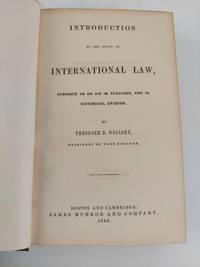 INTRODUCTION
TO THE STUDY OF
INTERNATIONAL LAW,
DESIGNED AS AN AID IN TEACHING, AND IN
HISTORICAL STUDIES.
BY
THEODORE D. WOOLSEY,
PRESIDENT OF YALE COLLEGE.
BOSTON AND CAMBRIDGE:
JAMES MUNROE AND COMPANY.
1860.